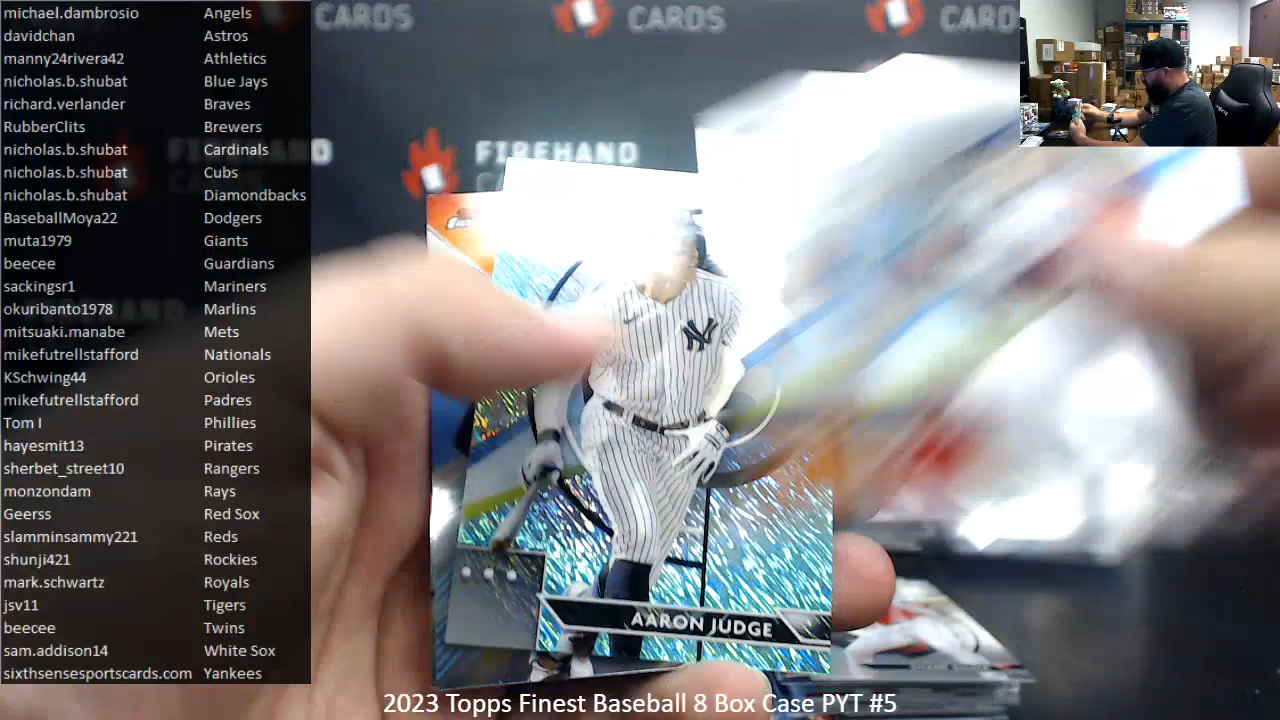 michael.dambrosio Angels
davidchan Astros
manny24rivera42 Athletics
nicholas.b.shubat Blue Jays
richard.verlander Braves
RubberClits Brewers
nicholas.b.shubat Cardinals
nicholas.b.shubat Cubs
nicholas.b.shubat Diamondbacks
BaseballMoya22 Dodgers
muta1979 Giants
beecee Guardians
sackingsr1 Mariners
okuribanto1978 Marlins
mitsuaki.manabe Mets
mikefutrellstafford Nationals
KSchwing44 Orioles
mikefutrellstafford Padres
Tom I Phillies
hayesmit13 Pirates
sherbet_street10 Rangers
monzondam Rays
Geerss Red Sox
slamminsammy221 Reds
shunji421 Rockies
mark.schwartz Royals
jsv11 Tigers
beecee Twins
sam.addison14 White Sox
sixthsensesportscards.com Yankees
CARDS CARDS CARD
FIREHAND
NY
AARON JUDGE
2023 Topps Finest Baseball 8 Box Case PYT #5